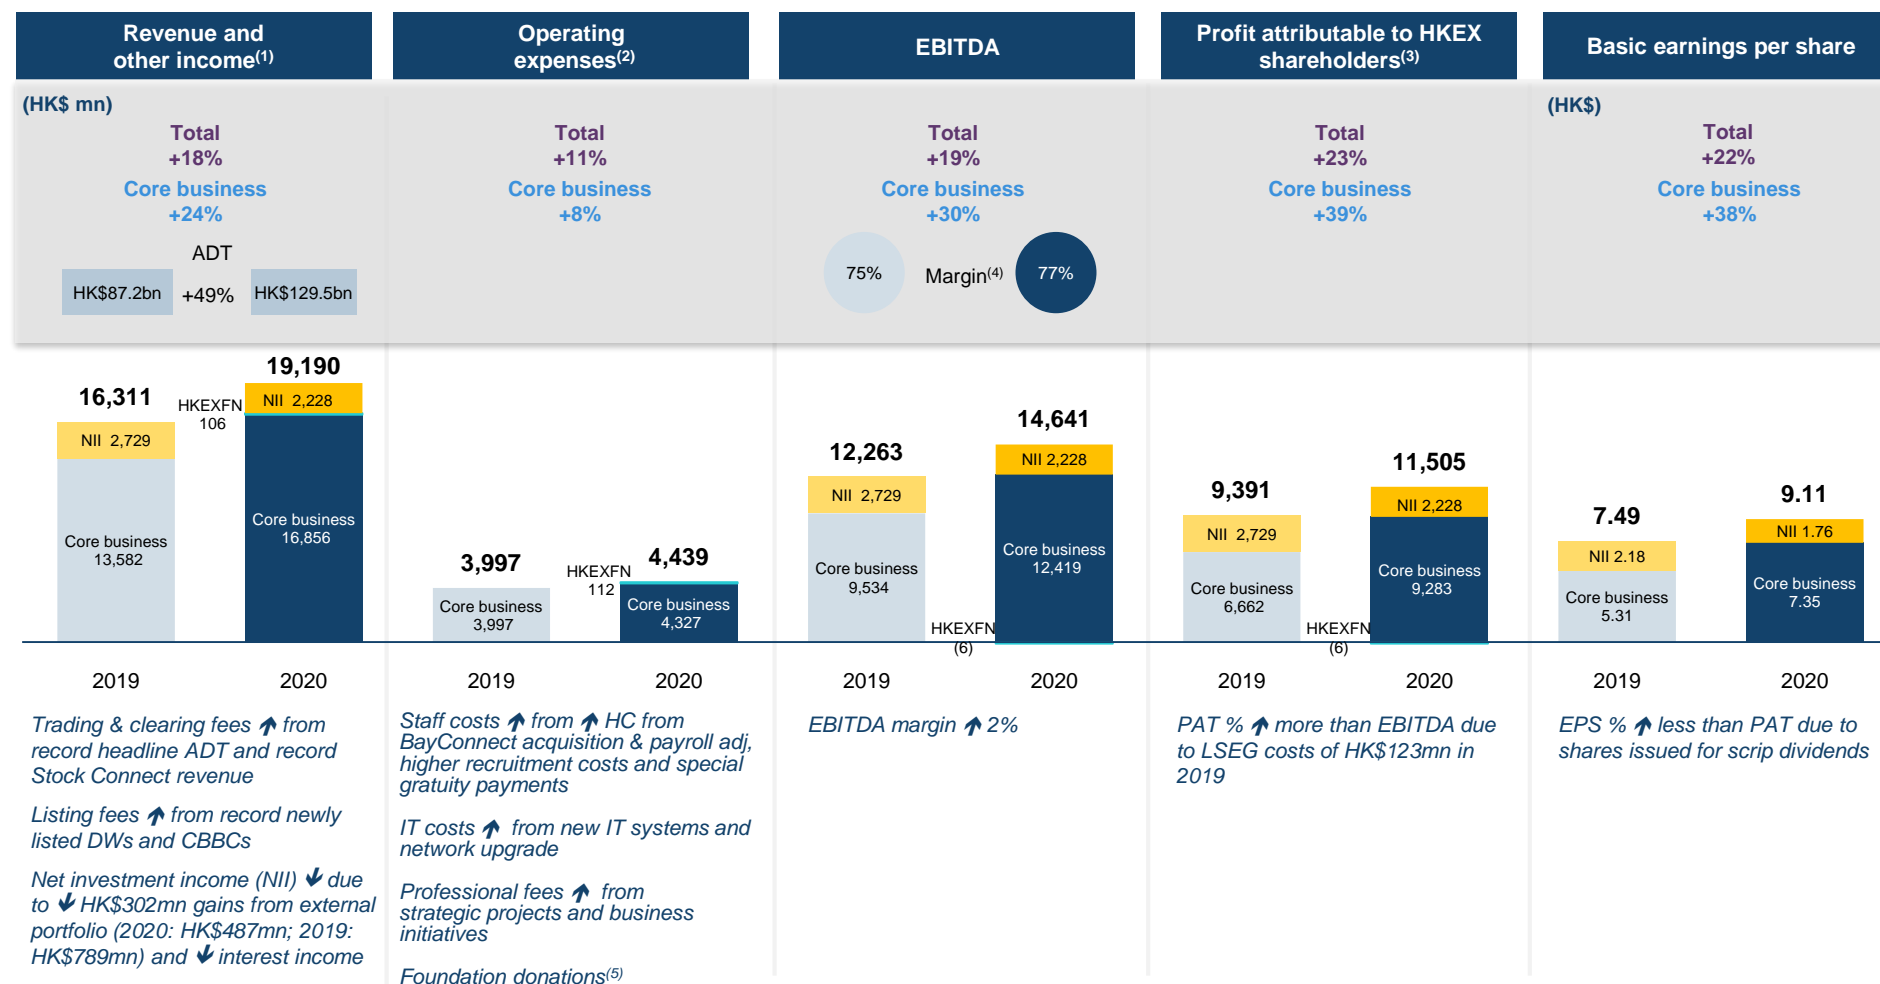 Revenue and
other income(1)
(HK$ mn)
Total
+18%
Core business
+24%
ADT
HK$87.2bn
+49%
HK$129.5bn
16,311
NII 2,729
Core business
13,582
2019
HKEXFN
106
19,190
NII 2,228
Core business
16,856
2020
Trading & clearing fees ↑ from
record headline ADT and record
Stock Connect revenue
Listing fees ↑ from record newly
listed DWs and CBBCs
Net investment income (NII) ↓ due
to ↓ HK$302mn gains from external
portfolio (2020: HK$487mn; 2019:
HK$789mn) and ↓ interest income
Operating
expenses(2)
Total
+11%
Core business
+8%
3,997
Core business
3,997
2019
HKEXFN
112
4,439
Core business
4,327
2020
Staff costs ↑ from ↑ HC from
BayConnect acquisition & payroll adj,
higher recruitment costs and special
gratuity payments
IT costs ↑ from new IT systems and
network upgrade
Professional fees ↑ from
strategic projects and business
initiatives
Foundation donations(5)
EBITDA
Total
+19%
Core business
+30%
75%
Margin(4)
77%
12,263
NII 2,729
Core business
9,534
2019
HKEXFN
(6)
14,641
NII 2,228
Core business
12,419
2020
EBITDA margin ↑ 2%
Profit attributable to HKEX
shareholders(3)
Total
+23%
Core business
+39%
9,391
NII 2,729
Core business
6,662
2019
HKEXFN
(6)
11,505
NII 2,228
Core business
9,283
2020
PAT % ↑ more than EBITDA due
to LSEG costs of HK$123mn in
2019
Basic earnings per share
(HK$)
Total
+22%
Core business
+38%
7.49
NII 2.18
Core business
5.31
2019
9.11
NII 1.76
Core business
7.35
2020
EPS % ↑ less than PAT due to
shares issued for scrip dividends